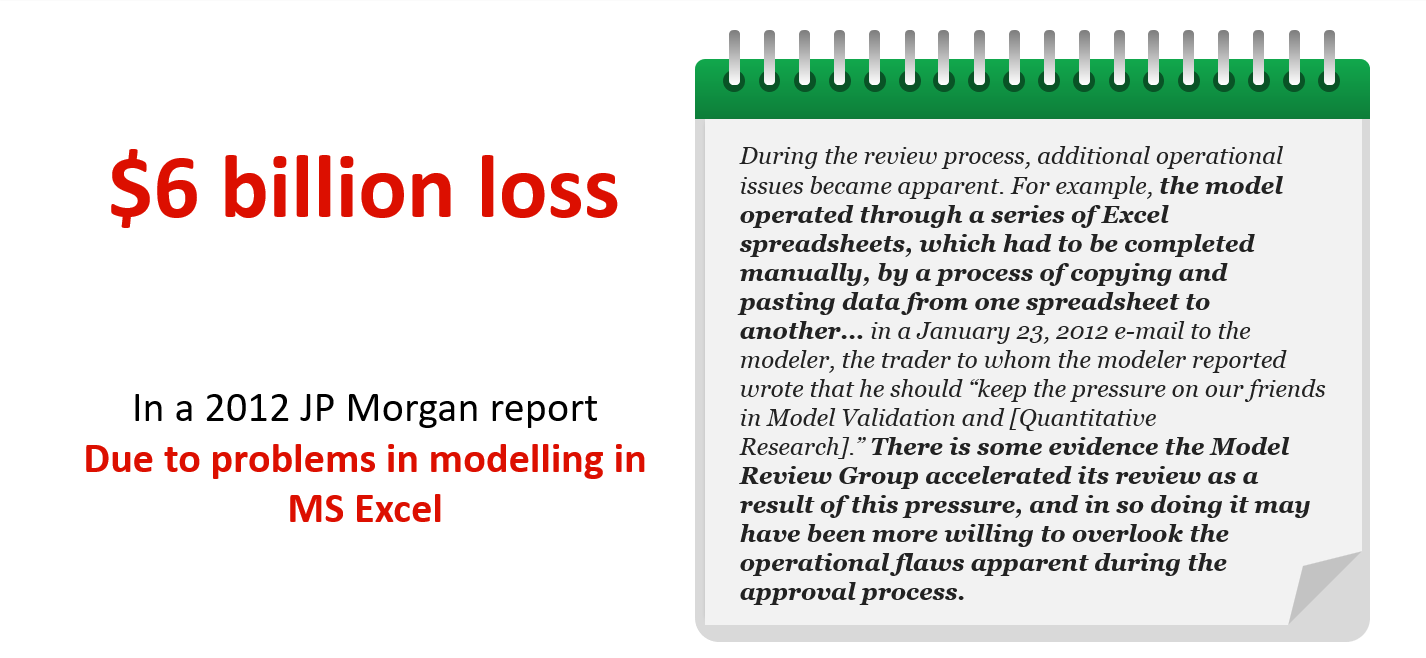 $6 billion loss
In a 2012 JP Morgan report
Due to problems in modelling in
MS Excel
During the review process, additional operational
issues became apparent. For example, the model
operated through a series of Excel
spreadsheets, which had to be completed
manually, by a process of copying and
pasting data from one spreadsheet to
another... in a January 23, 2012 e-mail to the
modeler, the trader to whom the modeler reported
wrote that he should “keep the pressure on our friends
in Model Validation and [Quantitative
Research].” There is some evidence the Model
Review Group accelerated its review as a
result of this pressure, and in so doing it may
have been more willing to overlook the
operational flaws apparent during the
approval process.